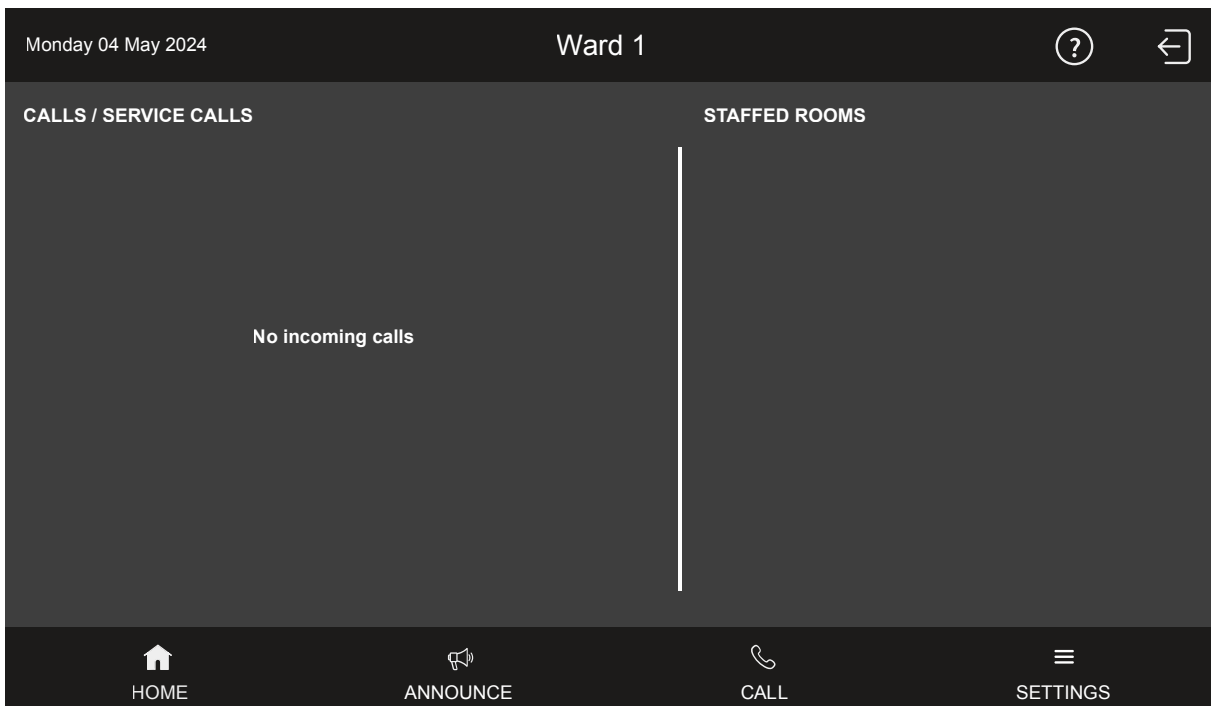 Monday 04 May 2024
Ward 1
?
CALLS / SERVICE CALLS
STAFFED ROOMS
No incoming calls
HOME
ANNOUNCE
CALL
SETTINGS